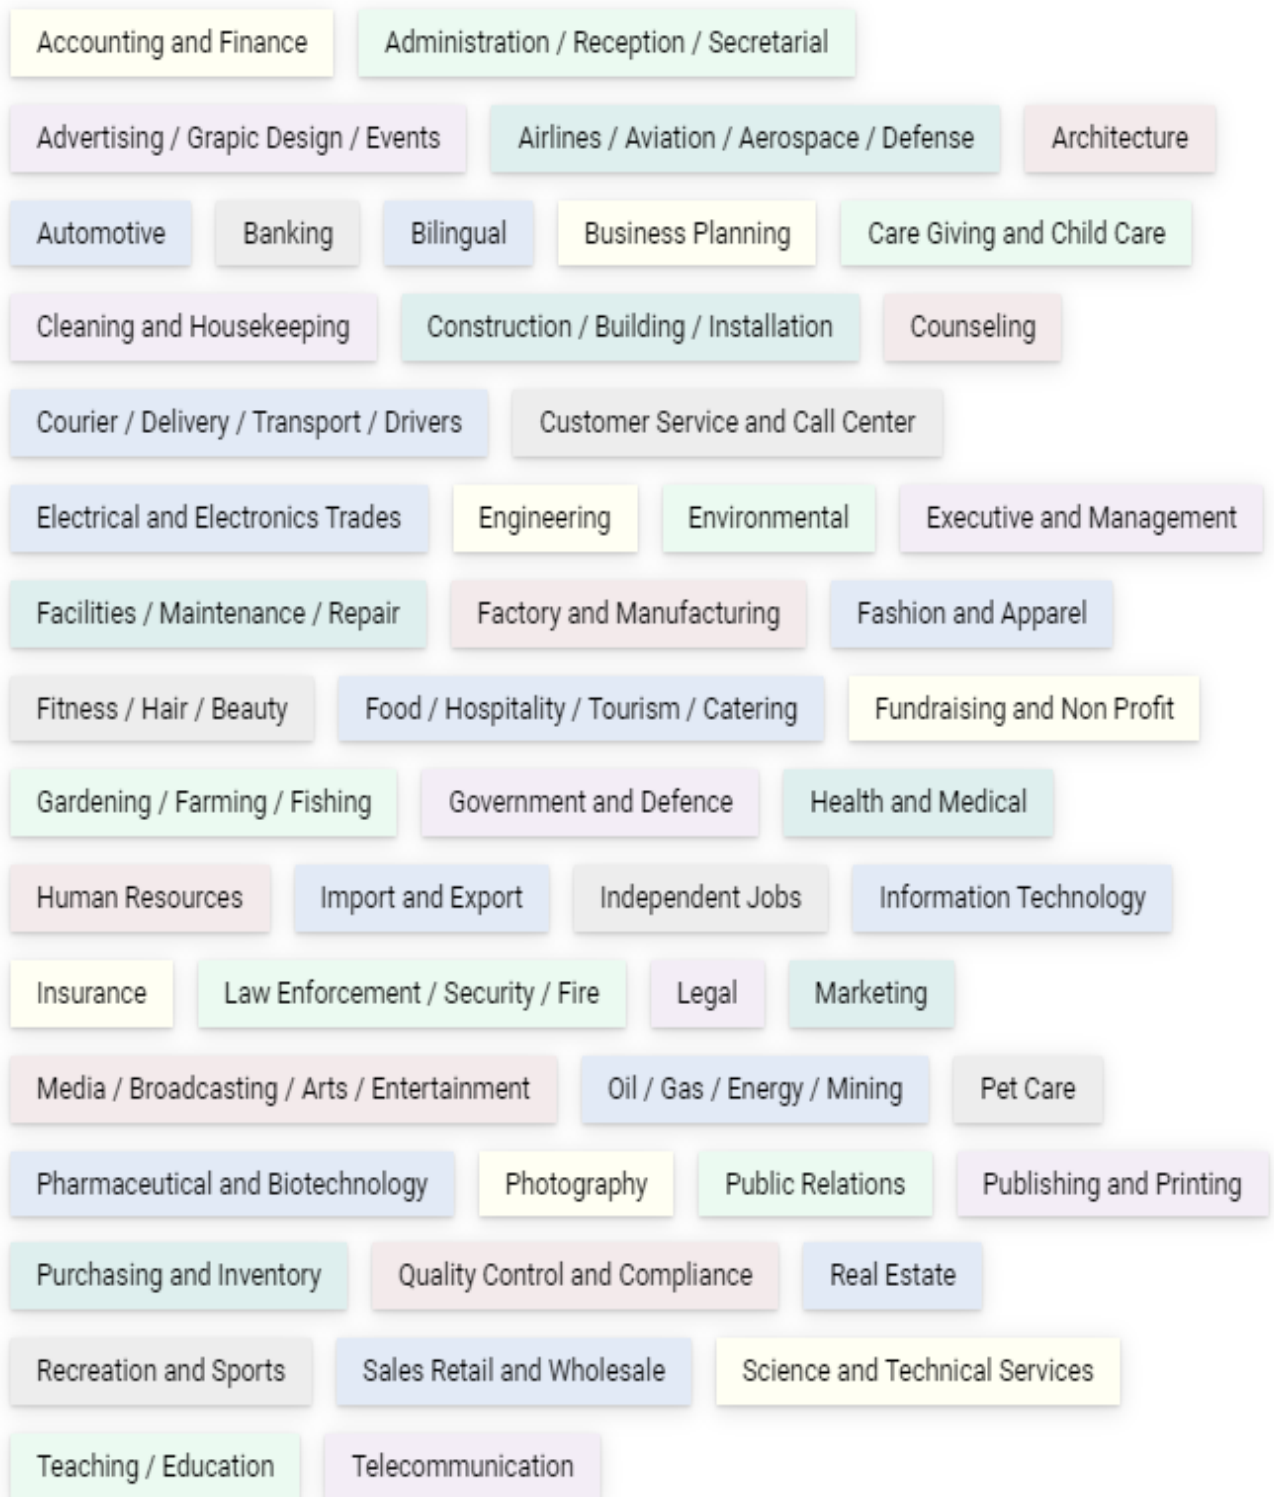 Accounting and Finance
Administration / Reception / Secretarial
Advertising / Grapic Design / Events
Airlines / Aviation / Aerospace / Defense
Architecture
Automotive
Banking
Bilingual
Business Planning
Care Giving and Child Care
Cleaning and Housekeeping
Construction / Building / Installation
Counseling
Courier / Delivery / Transport / Drivers
Customer Service and Call Center
Electrical and Electronics Trades
Engineering
Environmental
Executive and Management
Facilities / Maintenance / Repair
Factory and Manufacturing
Fashion and Apparel
Fitness / Hair / Beauty
Food / Hospitality / Tourism / Catering
Fundraising and Non Profit
Gardening / Farming / Fishing
Government and Defence
Health and Medical
Human Resources
Import and Export
Independent Jobs
Information Technology
Insurance
Law Enforcement / Security / Fire
Legal
Marketing
Media / Broadcasting / Arts / Entertainment
Oil / Gas / Energy / Mining
Pet Care
Pharmaceutical and Biotechnology
Photography
Public Relations
Publishing and Printing
Purchasing and Inventory
Quality Control and Compliance
Real Estate
Recreation and Sports
Sales Retail and Wholesale
Science and Technical Services
Teaching / Education
Telecommunication